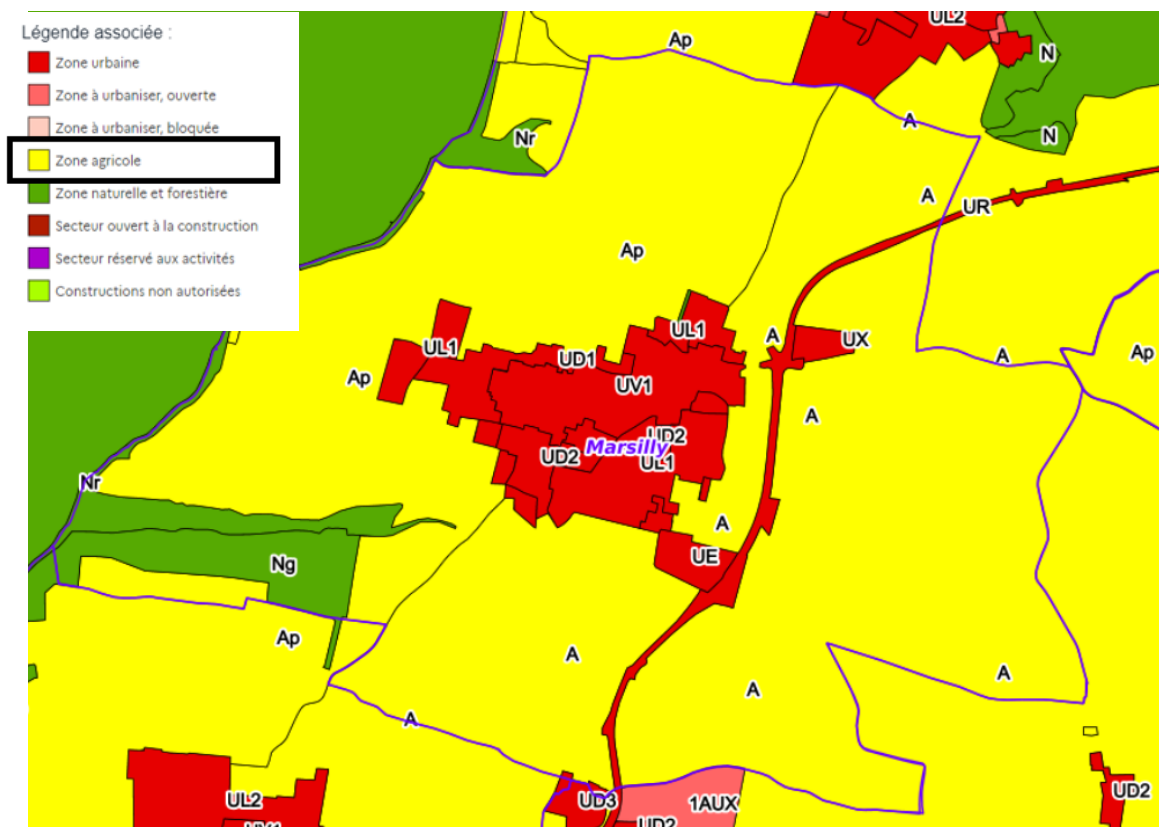 Légende associée :
Zone urbaine
Zone à urbaniser, ouverte
Zone à urbaniser, bloquée
Zone agricole
Zone naturelle et forestière
Secteur ouvert à la construction
Secteur réservé aux activités
Constructions non autorisées
UL2
Ap
N
A
Nr
N
A
UR
Ap
UL1
A
UX
UD1
A
Ap
UL1
Ap
UV1
A
UD2
Marsilly
UD2
UL1
Nr
A
UE
Ng
Ap
A
A
A
A
UD2
UL2
UD3
1AUX
UD2